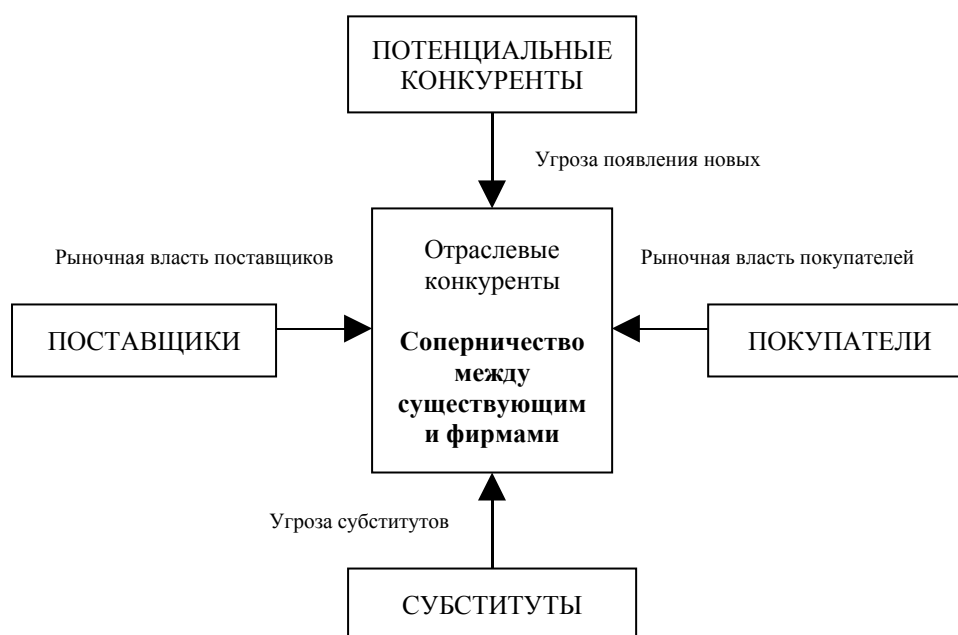 ПОТЕНЦИАЛЬНЫЕ
КОНКУРЕНТЫ
Угроза появления новых
Рыночная власть поставщиков
Отраслевые
конкуренты
Рыночная власть покупателей
ПОСТАВЩИКИ
Соперничество
между
существующим
и фирмами
ПОКУПАТЕЛИ
Угроза субститутов
СУБСТИТУТЫ